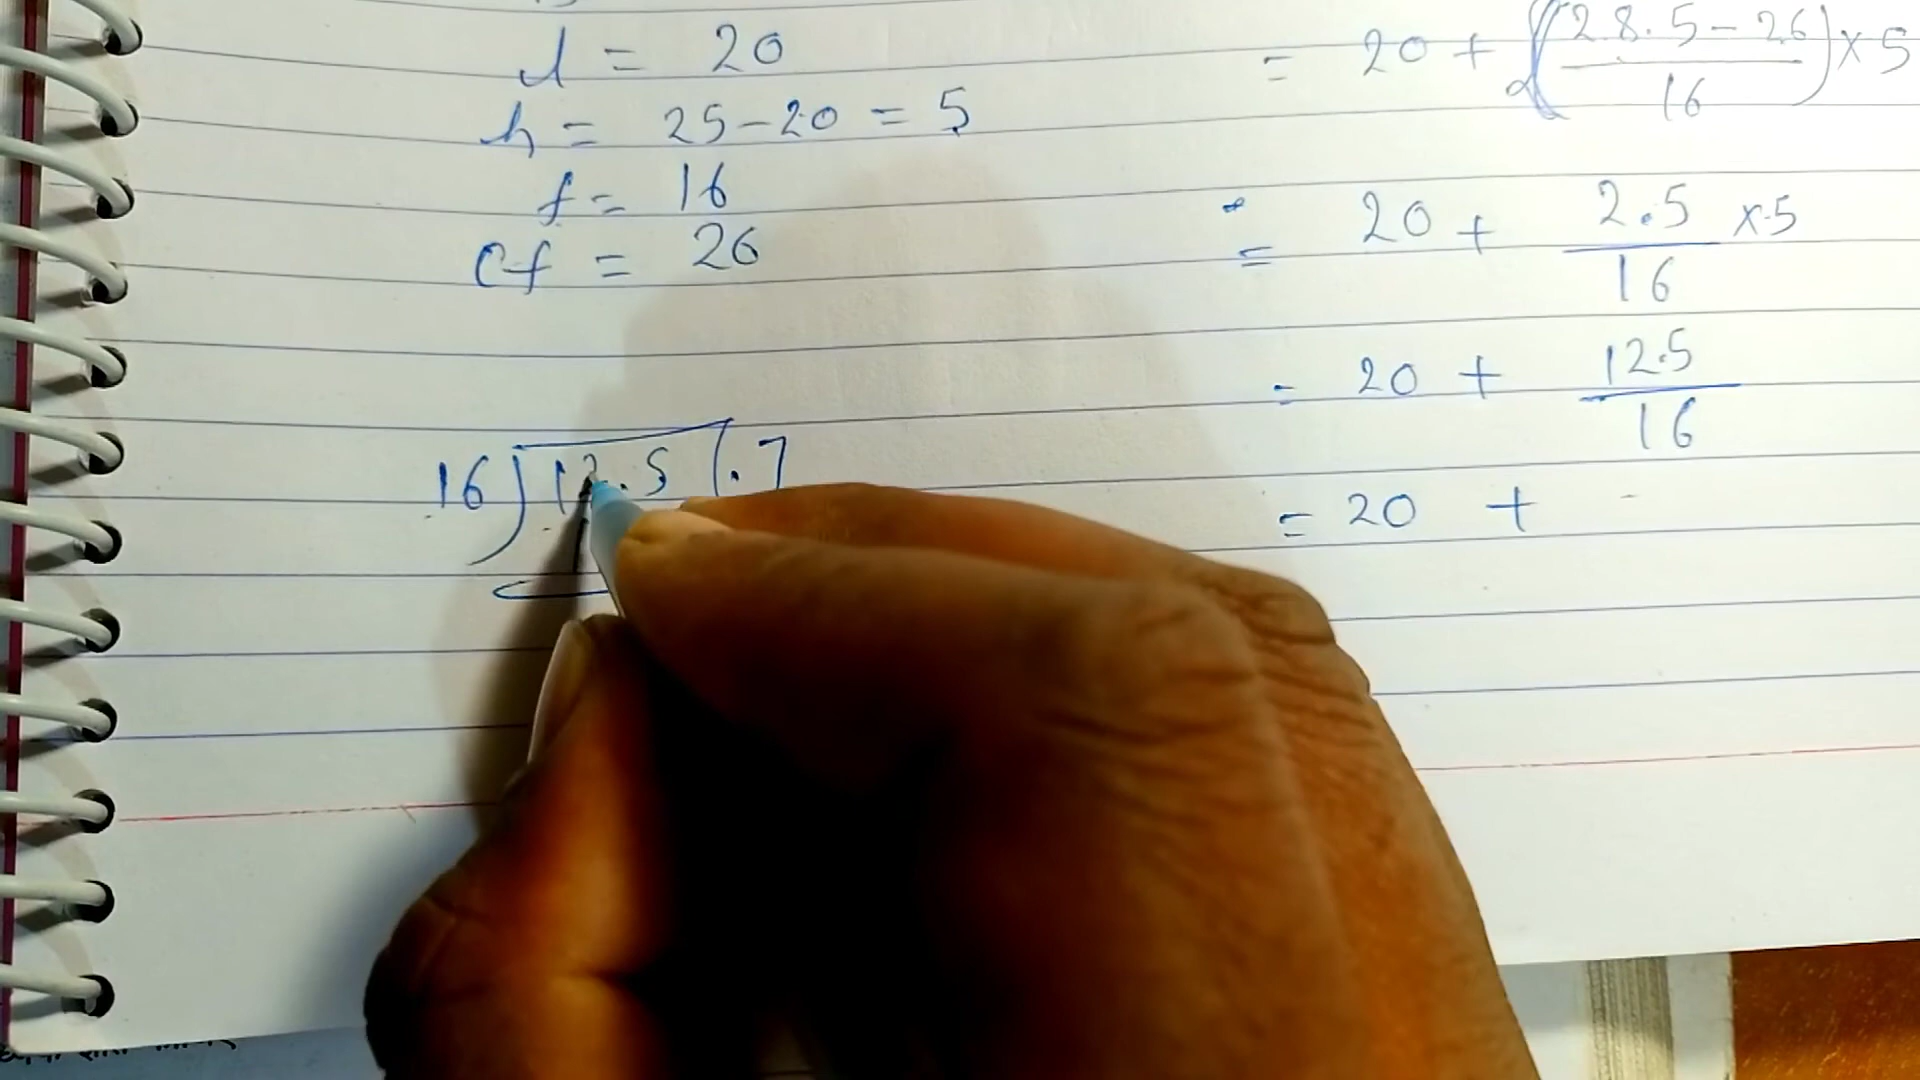 l = 20
h = 25-20 = 5
f = 16
cf = 26
16)12.5(.7
= 20 + (28.5-26/16)×5
= 20 + 2.5/16 ×5
= 20 + 12.5/16
= 20 +